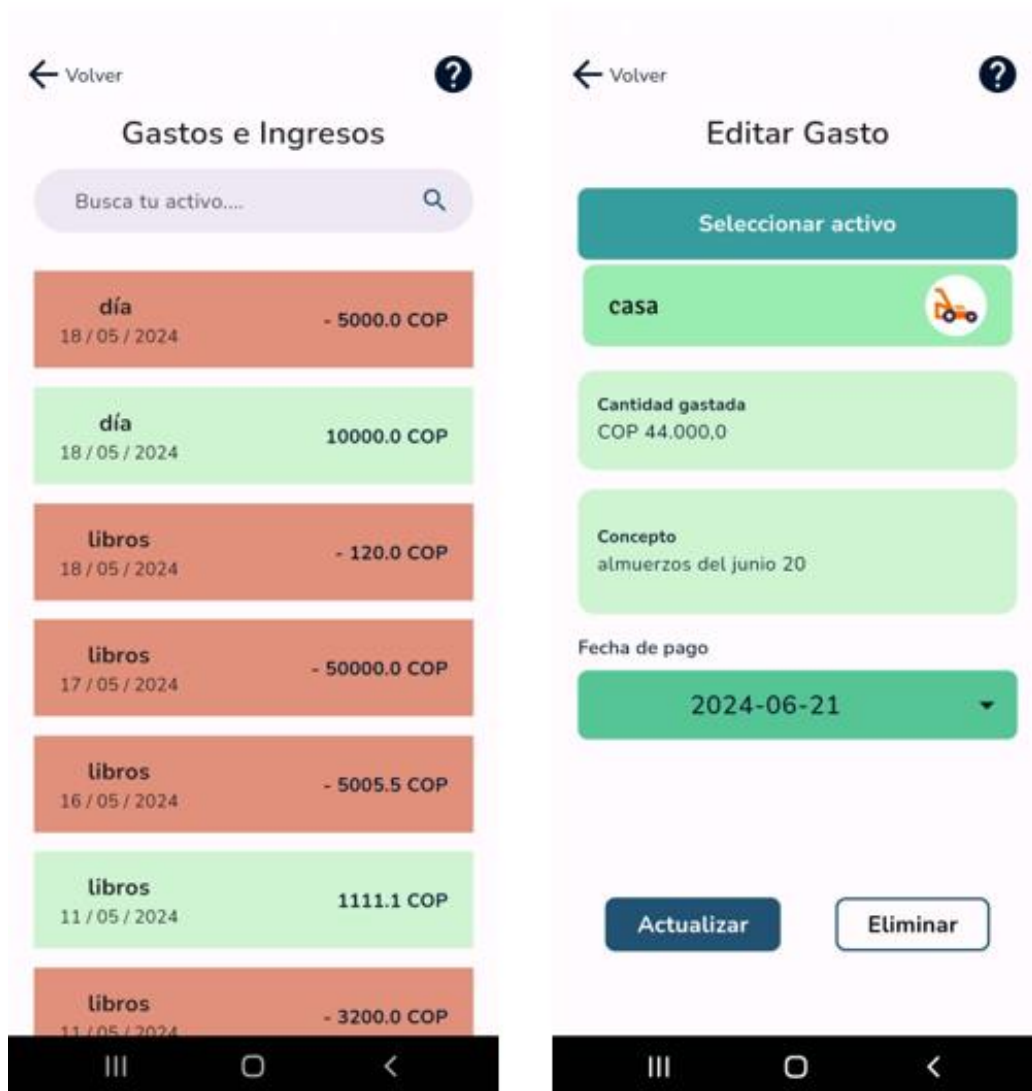 Volver
Gastos e Ingresos
Busca tu activo....
día
18 / 05 / 2024
- 5000.0 COP
día
18 / 05 / 2024
10000.0 COP
libros
18 / 05 / 2024
- 120.0 COP
libros
17 / 05 / 2024
- 50000.0 COP
libros
16 / 05 / 2024
- 5005.5 COP
libros
11 / 05 / 2024
1111.1 COP
libros
11 / 05 / 2024
- 3200.0 COP
Volver
Editar Gasto
Seleccionar activo
casa
Cantidad gastada
COP 44.000,0
Concepto
almuerzos del junio 20
Fecha de pago
2024-06-21
Actualizar
Eliminar